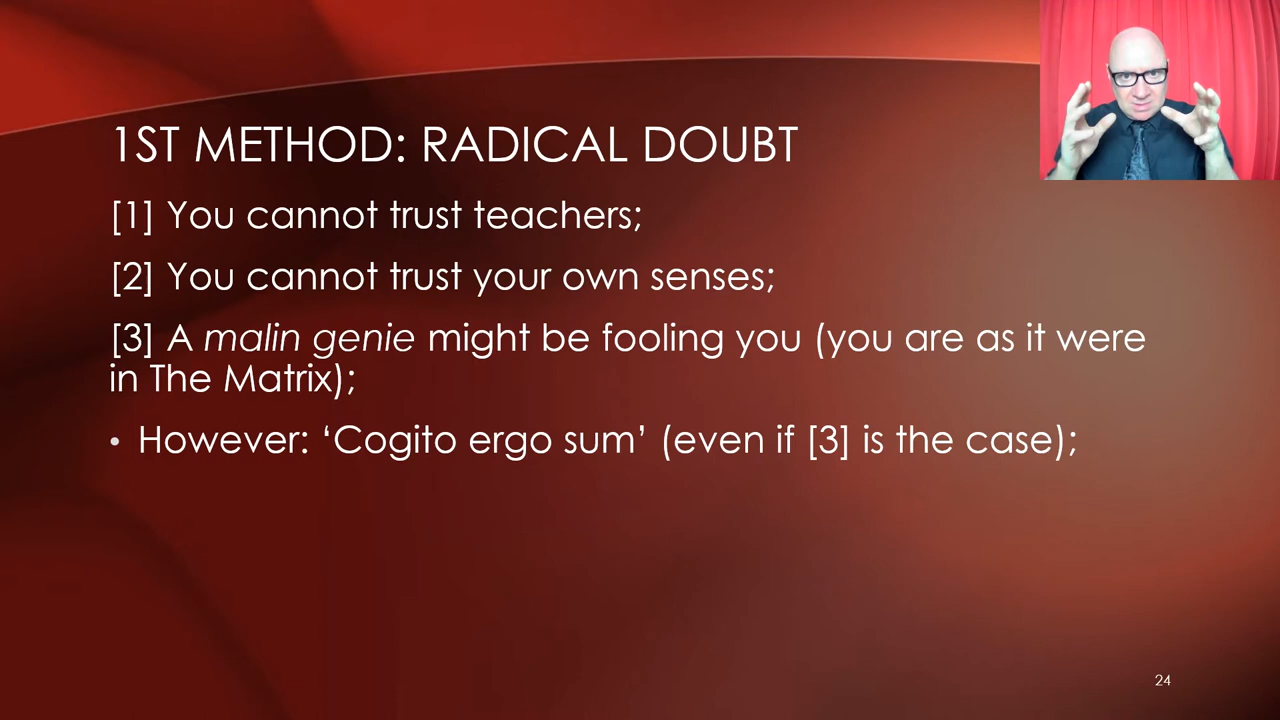 1ST METHOD: RADICAL DOUBT
[1] You cannot trust teachers;
[2] You cannot trust your own senses;
[3] A malin genie might be fooling you (you are as it were
in The Matrix);
• However: ‘Cogito ergo sum’ (even if [3] is the case);
24